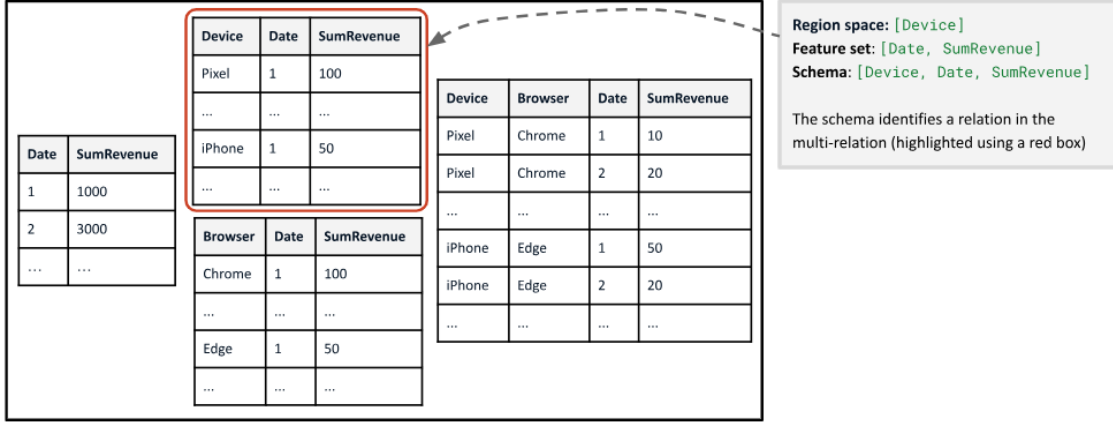 Date SumRevenue
1 1000
2 3000
... ...
Device Date SumRevenue
Pixel 1 100
... ... ...
iPhone 1 50
... ... ...
Browser Date SumRevenue
Chrome 1 100
... ... ...
Edge 1 50
... ... ...
Device Browser Date SumRevenue
Pixel Chrome 1 10
Pixel Chrome 2 20
... ... ... ...
iPhone Edge 1 50
iPhone Edge 2 20
... ... ... ...
Region space: [Device]
Feature set: [Date, SumRevenue]
Schema: [Device, Date, SumRevenue]
The schema identifies a relation in the
multi-relation (highlighted using a red box)